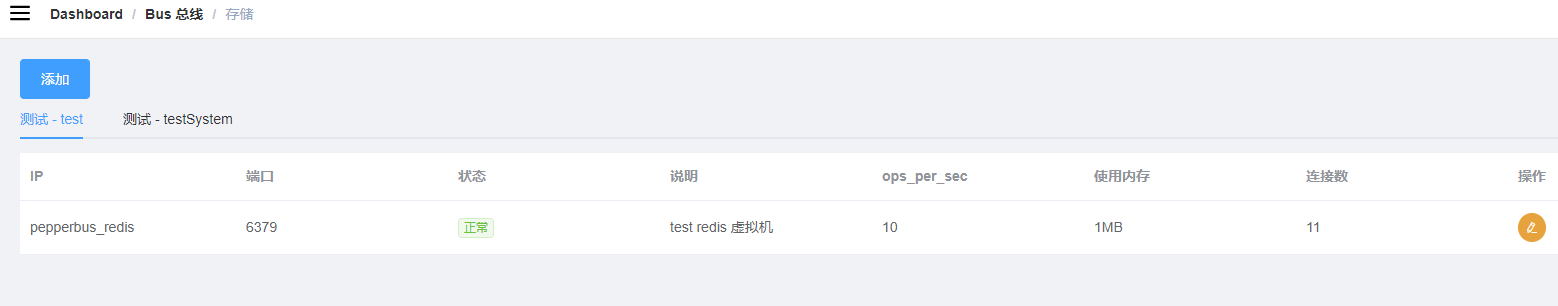 Dashboard / Bus 总线 / 存储
添加
测试 - test 测试 - testSystem
IP 端口 状态 说明 ops_per_sec 使用内存 连接数 操作
pepperbus_redis 6379 正常 test redis 虚拟机 10 1MB 11